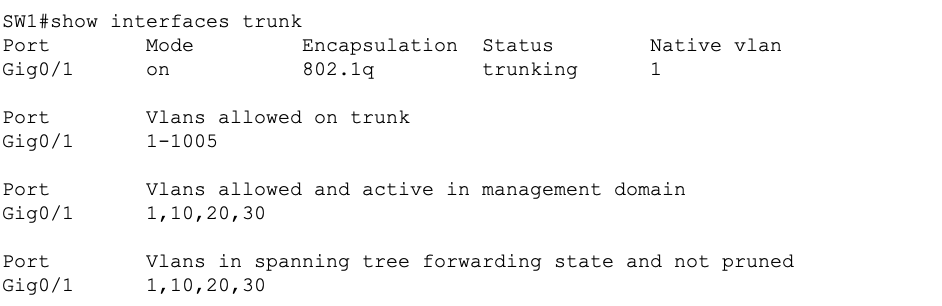 SW1#show interfaces trunk
Port Mode Encapsulation Status Native vlan
Gig0/1 on 802.1q trunking 1
Port Vlans allowed on trunk
Gig0/1 1-1005
Port Vlans allowed and active in management domain
Gig0/1 1,10,20,30
Port Vlans in spanning tree forwarding state and not pruned
Gig0/1 1,10,20,30